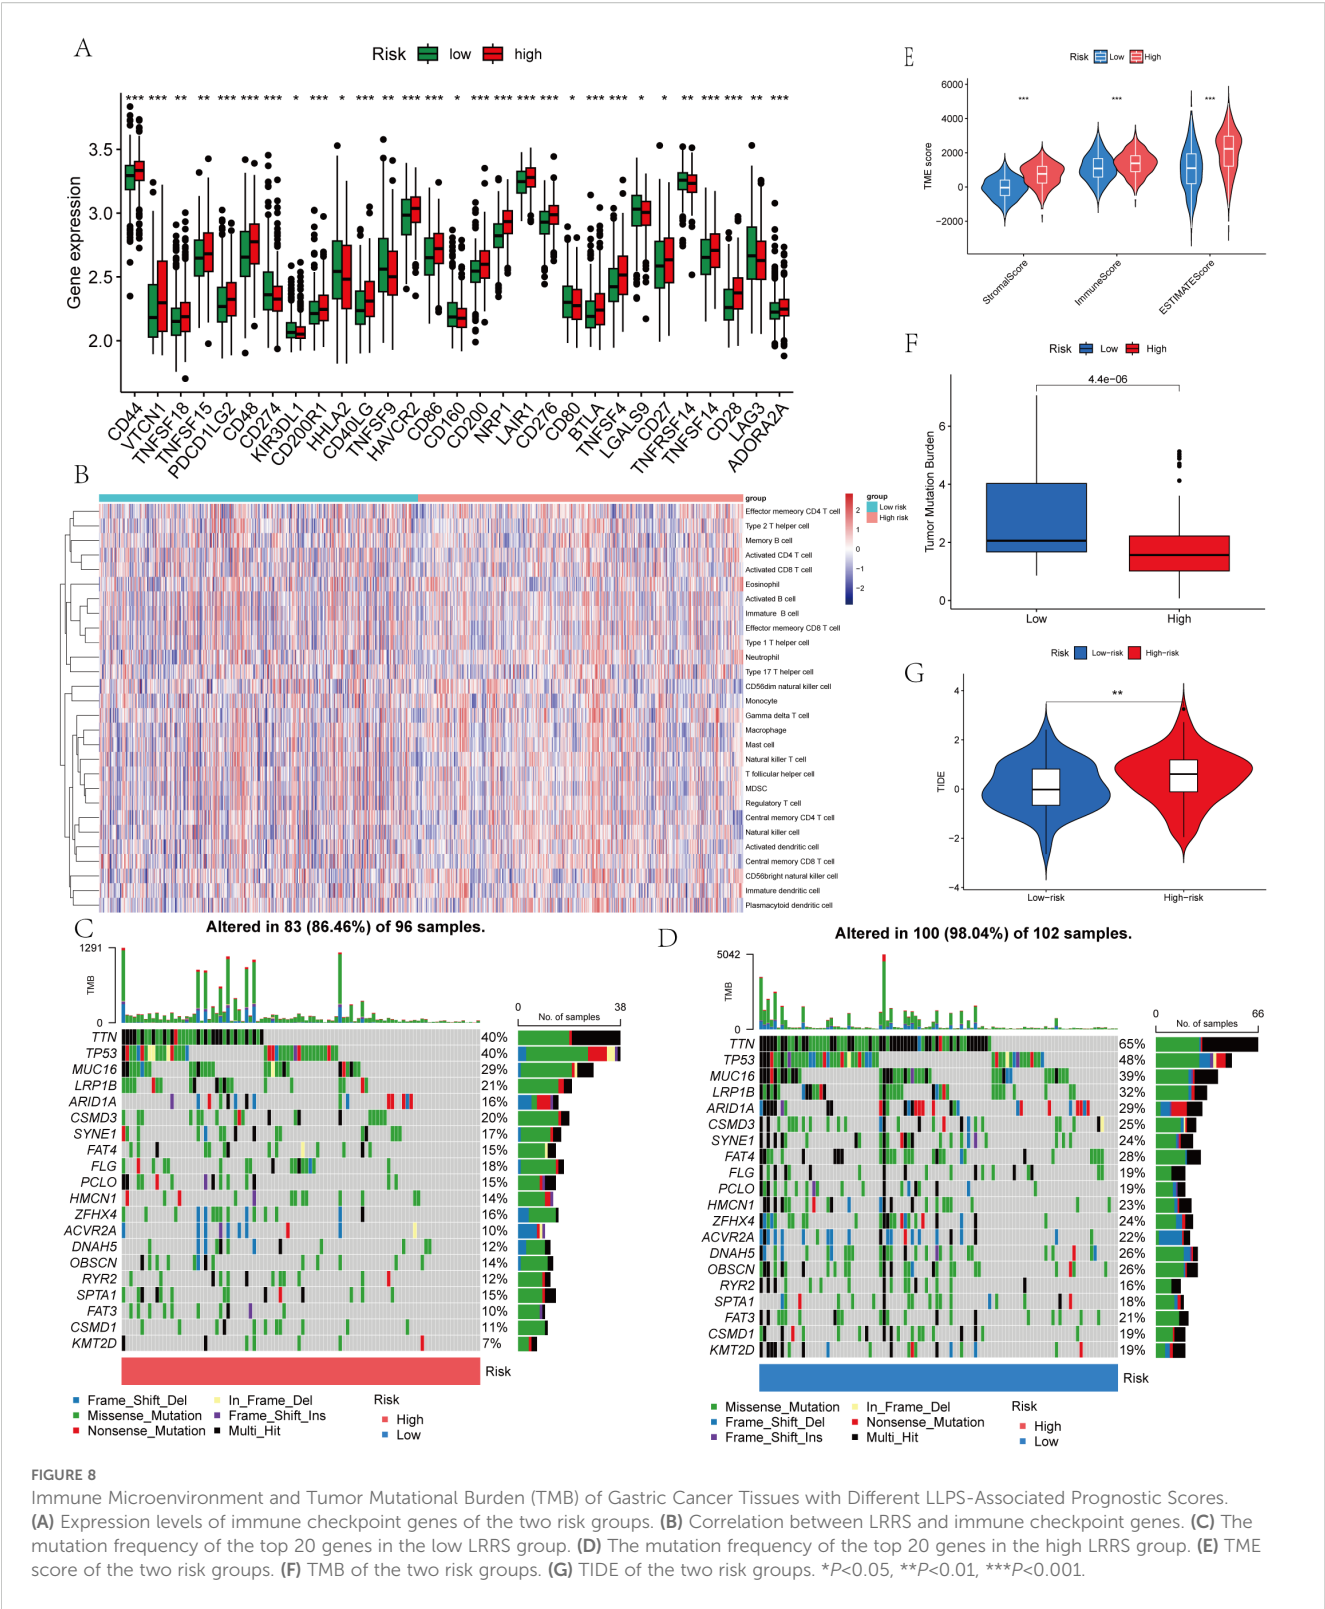 A
Risk low high
*** *** ** ** *** *** *** * *** * *** ** *** *** * *** *** *** *** * *** *** * * ** *** *** ** ***
Gene expression
3.5
3.0
2.5
2.0
CD44
VTCN1
TNFSF18
TNFSF15
PDCD1LG2
CD48
CD274
KIR3DL1
CD200R1
HHLA2
CD40LG
TNFSF9
HAVCR2
CD86
CD160
CD200
NRP1
LAIR1
CD276
CD80
BTLA
TNFSF4
LGALS9
CD27
TNFRSF14
TNFSF14
CD28
LAG3
ADORA2A
B
group
Effector memeory CD4 T cell
Type 2 T helper cell
Memory B cell
Activated CD4 T cell
Activated CD8 T cell
Eosinophil
Activated B cell
Immature B cell
Effector memeory CD8 T cell
Type 1 T helper cell
Neutrophil
Type 17 T helper cell
CD56dim natural killer cell
Monocyte
Gamma delta T cell
Macrophage
Mast cell
Natural killer T cell
T follicular helper cell
MDSC
Regulatory T cell
Central memory CD4 T cell
Natural killer cell
Activated dendritic cell
Central memory CD8 T cell
CD56bright natural killer cell
Immature dendritic cell
Plasmacytoid dendritic cell
2
1
0
−1
−2
group
Low risk
High risk
C
Altered in 83 (86.46%) of 96 samples.
1291
TMB
0
0 38
No. of samples
TTN 40%
TP53 40%
MUC16 29%
LRP1B 21%
ARID1A 16%
CSMD3 20%
SYNE1 17%
FAT4 15%
FLG 18%
PCLO 15%
HMCN1 14%
ZFHX4 16%
ACVR2A 10%
DNAH5 12%
OBSCN 14%
RYR2 12%
SPTA1 15%
FAT3 10%
CSMD1 11%
KMT2D 7%
Risk
Frame_Shift_Del In_Frame_Del Risk
Missense_Mutation Frame_Shift_Ins High
Nonsense_Mutation Multi_Hit Low
D
Altered in 100 (98.04%) of 102 samples.
5042
TMB
0
0 66
No. of samples
TTN 65%
TP53 48%
MUC16 39%
LRP1B 32%
ARID1A 29%
CSMD3 25%
SYNE1 24%
FAT4 28%
FLG 19%
PCLO 19%
HMCN1 23%
ZFHX4 24%
ACVR2A 22%
DNAH5 26%
OBSCN 26%
RYR2 16%
SPTA1 18%
FAT3 21%
CSMD1 19%
KMT2D 19%
Risk
Missense_Mutation In_Frame_Del Risk
Frame_Shift_Del Nonsense_Mutation High
Frame_Shift_Ins Multi_Hit Low
E
Risk Low High
TME score
6000
4000
2000
0
−2000
*** *** ***
StromalScore
ImmuneScore
ESTIMATEScore
F
Risk Low High
4.4e−06
Tumor Mutation Burden
6
4
2
0
Low High
G
Risk Low−risk High−risk
**
TIDE
4
2
0
−2
−4
Low−risk High−risk
FIGURE 8
Immune Microenvironment and Tumor Mutational Burden (TMB) of Gastric Cancer Tissues with Different LLPS-Associated Prognostic Scores.
(A) Expression levels of immune checkpoint genes of the two risk groups. (B) Correlation between LRRS and immune checkpoint genes. (C) The
mutation frequency of the top 20 genes in the low LRRS group. (D) The mutation frequency of the top 20 genes in the high LRRS group. (E) TME
score of the two risk groups. (F) TMB of the two risk groups. (G) TIDE of the two risk groups. *P<0.05, **P<0.01, ***P<0.001.